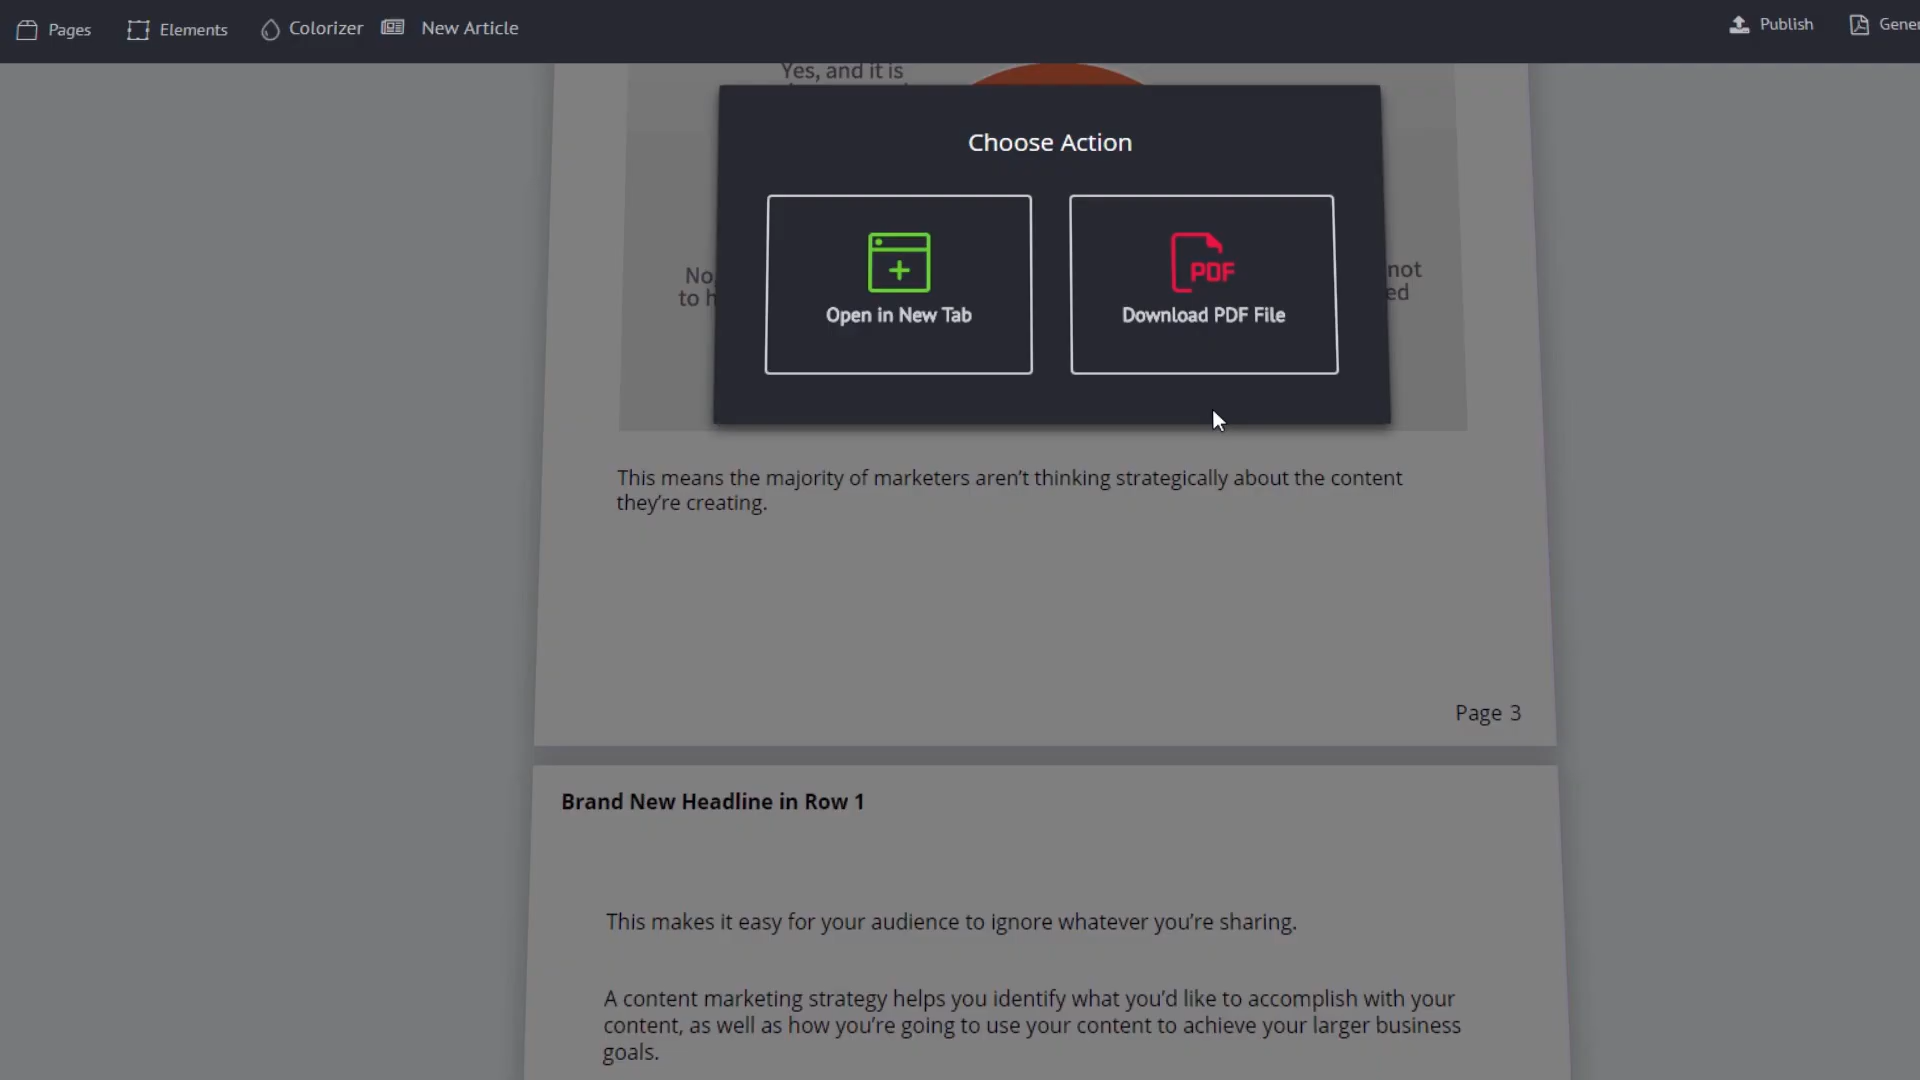 Pages
Elements
Colorizer
New Article
Publish
Yes, and it is
Choose Action
No,
to
not
ed
PDF
Open in New Tab
Download PDF File
This means the majority of marketers aren’t thinking strategically about the content
they’re creating.
Page 3
Brand New Headline in Row 1
This makes it easy for your audience to ignore whatever you’re sharing.
A content marketing strategy helps you identify what you’d like to accomplish with your
content, as well as how you’re going to use your content to achieve your larger business
goals.